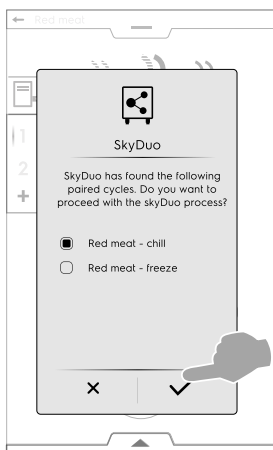 ← Red meat
1
2
+
SkyDuo
SkyDuo has found the following
paired cycles. Do you want to
proceed with the skyDuo process?
Red meat - chill
Red meat - freeze